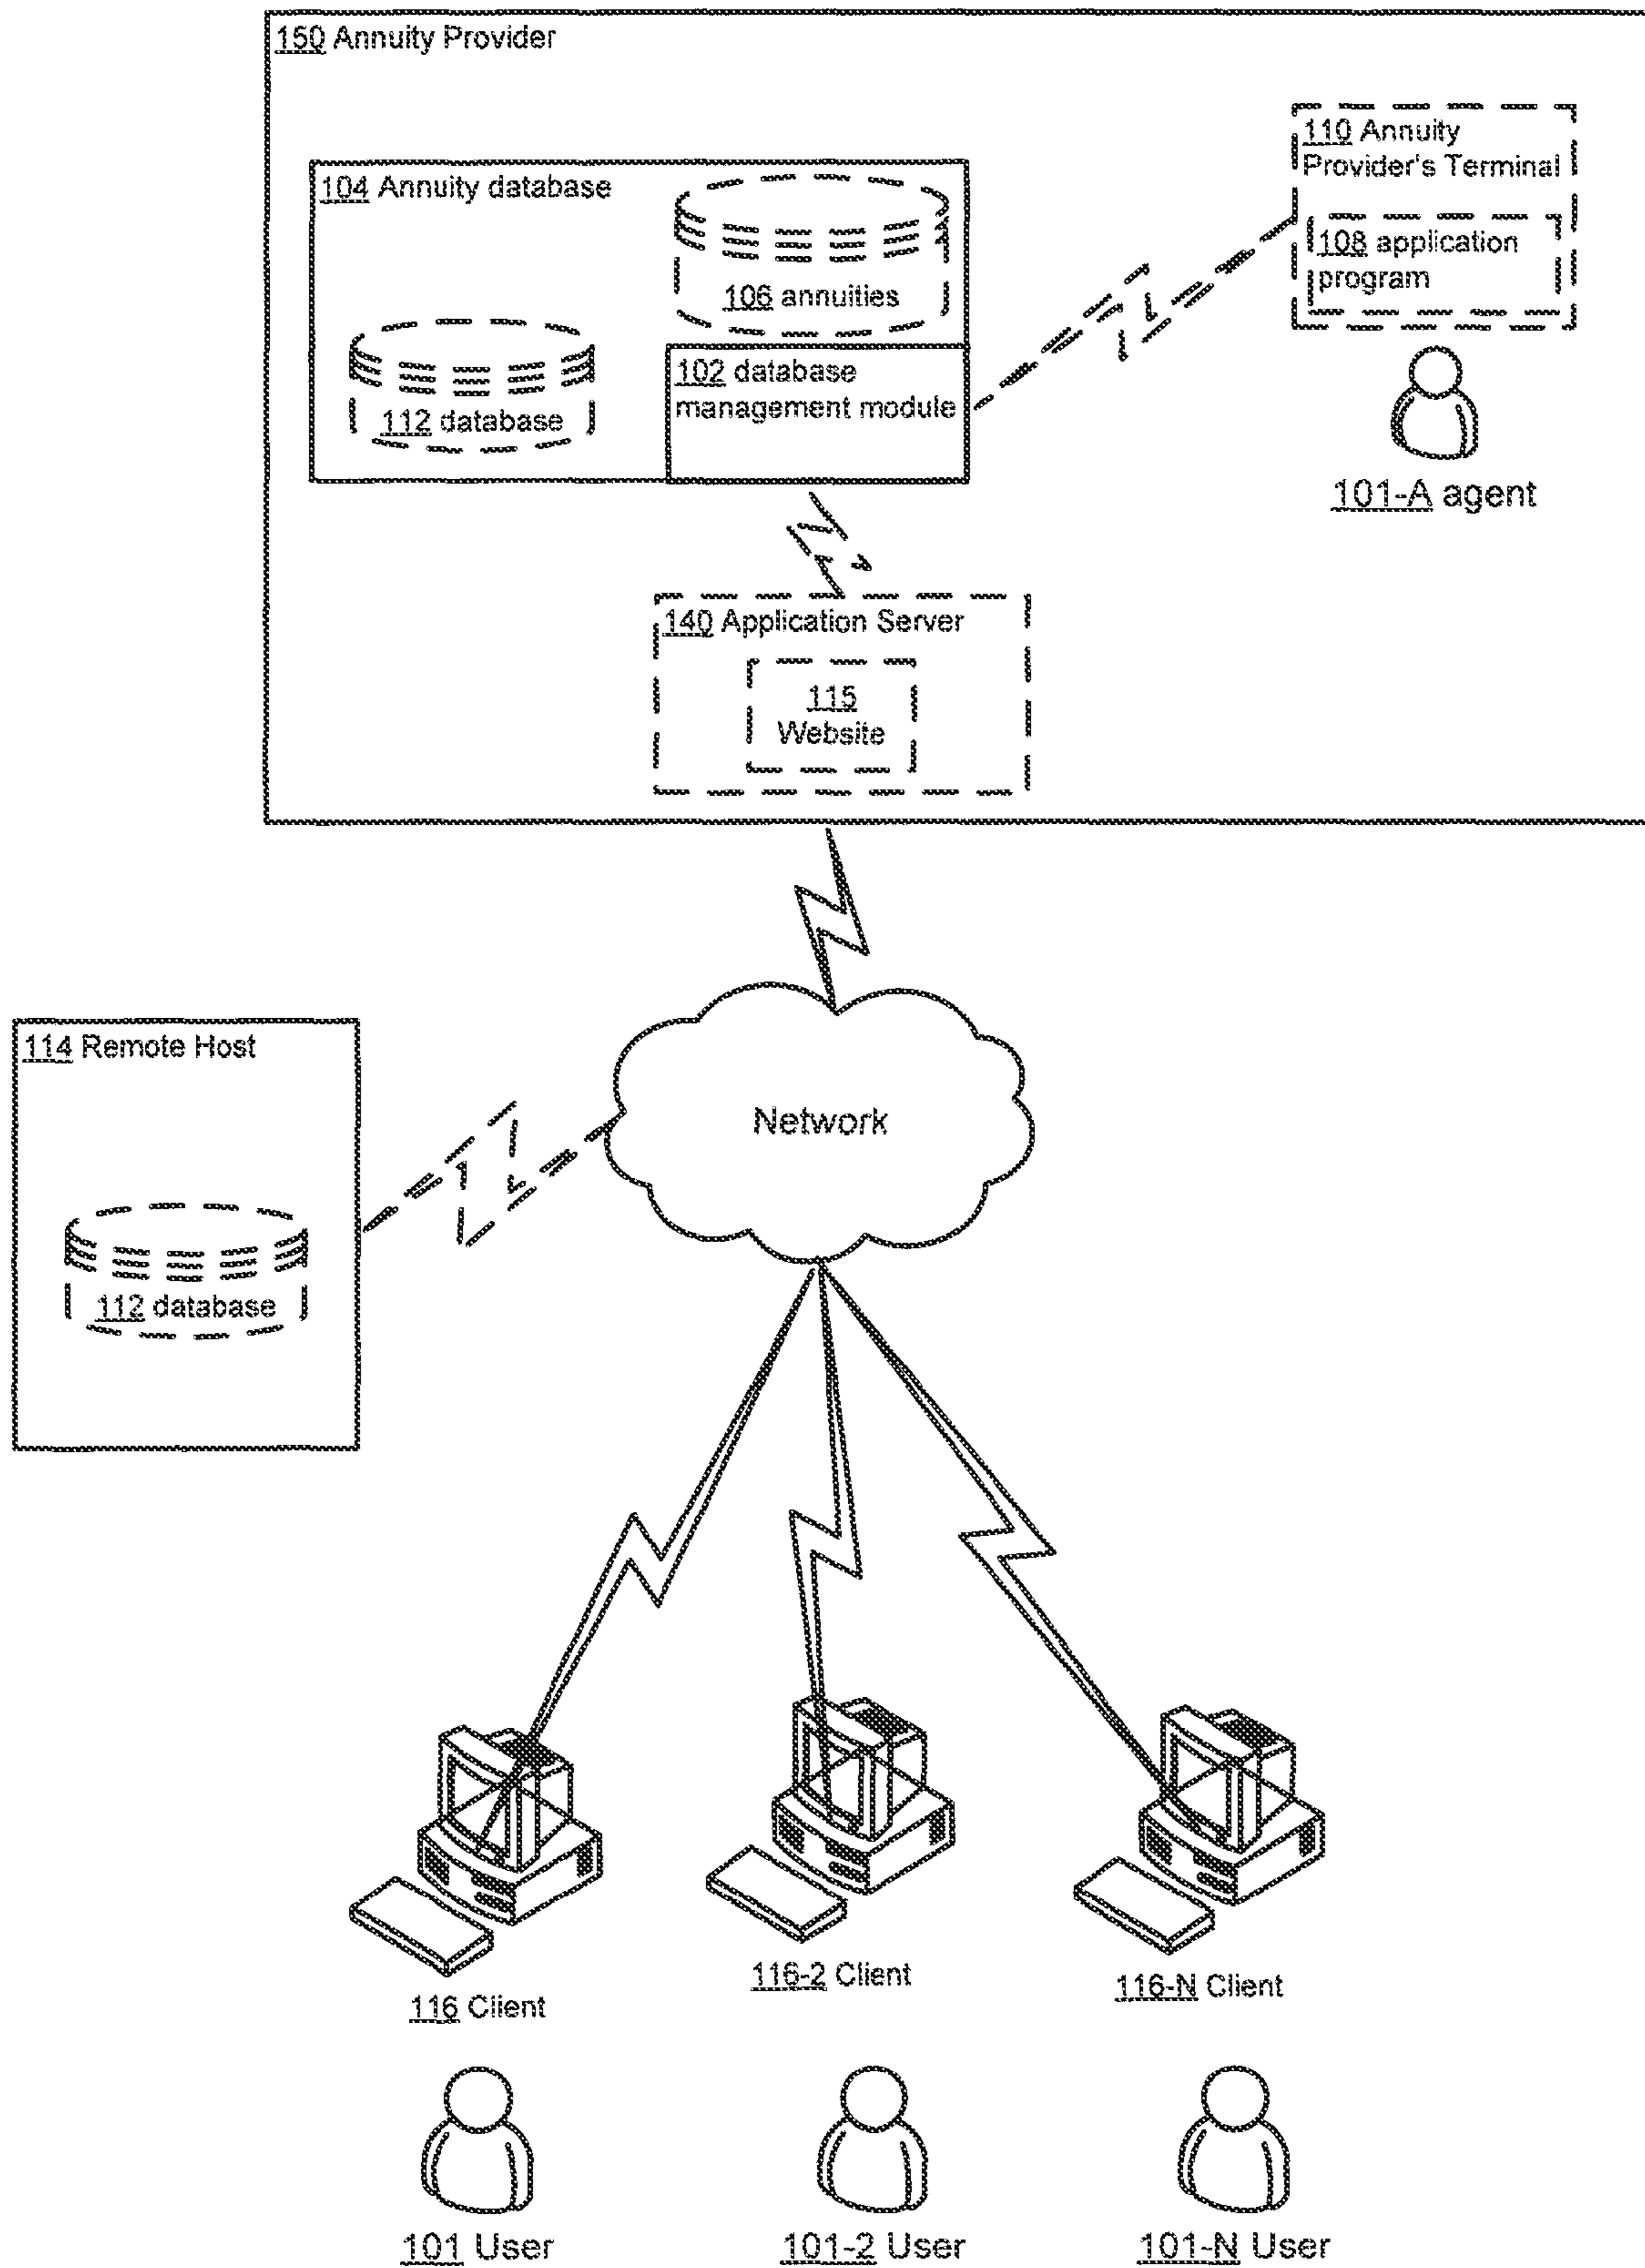 150 Annuity Provider
110 Annuity
Provider's Terminal
108 application
program
104 Annuity database
106 annuities
102 database
management module
112 database
101-A agent
140 Application Server
115
Website
114 Remote Host
Network
112 database
116 Client
116-2 Client
116-N Client
101 User
101-2 User
101-N User